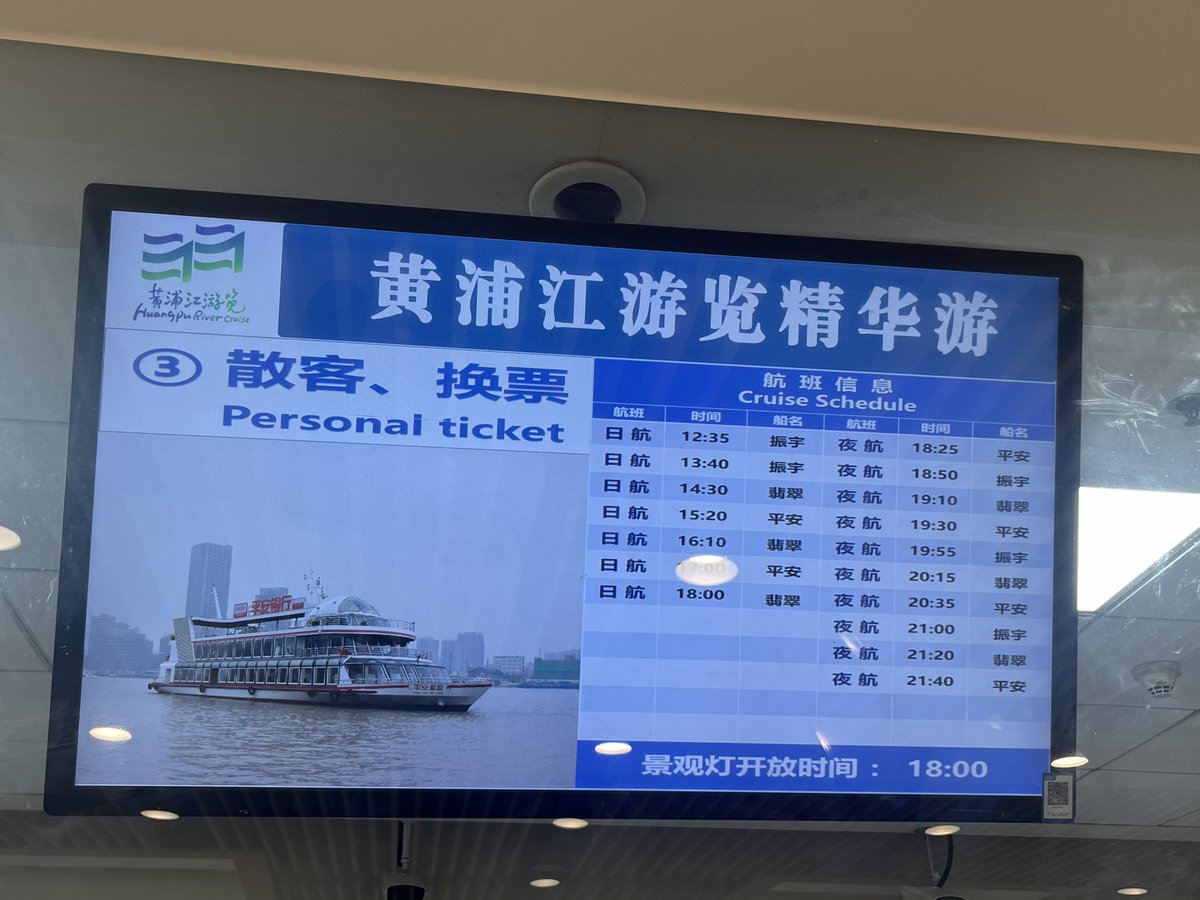 黄浦江游览
Huangpu River Cruise
黄浦江游览精华游
③ 散客、换票
Personai ticket
航班信息
Cruise Schedule
航班 时间 船名 航班 时间 船名
日航 12:35 振宇 夜航 18:25 平安
日航 13:40 振宇 夜航 18:50 振宇
日航 14:30 翡翠 夜航 19:10 翡翠
日航 15:20 平安 夜航 19:30 平安
日航 16:10 翡翠 夜航 19:55 振宇
日航 17:00 平安 夜航 20:15 翡翠
日航 18:00 翡翠 夜航 20:35 平安
夜航 21:00 振宇
夜航 21:20 翡翠
夜航 21:40 平安
景观灯开放时间： 18:00
平安银行